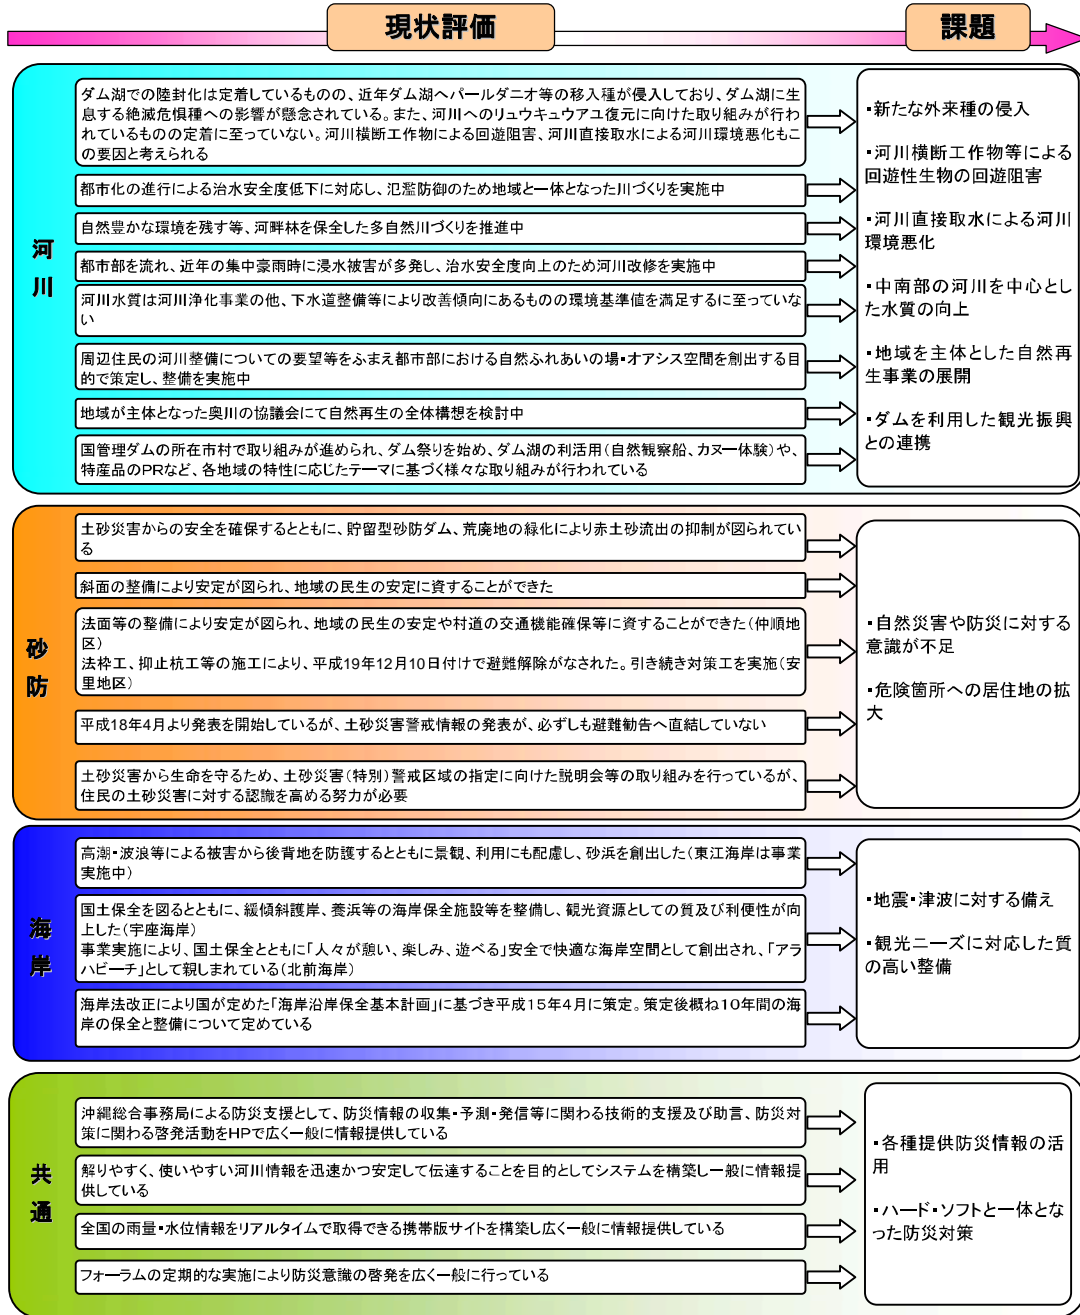 現状評価
課題
河川
ダム湖での陸封化は定着しているものの、近年ダム湖へパールダニオ等の移入種が侵入しており、ダム湖に生
息する絶滅危惧種への影響が懸念されている。また、河川へのリュウキュウアユ復元に向けた取り組みが行わ
れているものの定着に至っていない。河川横断工作物による回遊阻害、河川直接取水による河川環境悪化もこ
の要因と考えられる
都市化の進行による治水安全度低下に対応し、氾濫防御のため地域と一体となった川づくりを実施中
自然豊かな環境を残す等、河畔林を保全した多自然川づくりを推進中
都市部を流れ、近年の集中豪雨時に浸水被害が多発し、治水安全度向上のため河川改修を実施中
河川水質は河川浄化事業の他、下水道整備等により改善傾向にあるものの環境基準値を満足するに至っていな
い
周辺住民の河川整備についての要望等をふまえ都市部における自然ふれあいの場・オアシス空間を創出する目
的で策定し、整備を実施中
地域が主体となった奥川の協議会にて自然再生の全体構想を検討中
国管理ダムの所在市村で取り組みが進められ、ダム祭りを始め、ダム湖の利活用(自然観察船、カヌー体験)や、
特産品のPRなど、各地域の特性に応じたテーマに基づく様々な取り組みが行われている
・新たな外来種の侵入
・河川横断工作物等による
回遊性生物の回遊阻害
・河川直接取水による河川
環境悪化
・中南部の河川を中心とし
た水質の向上
・地域を主体とした自然再
生事業の展開
・ダムを利用した観光振興
との連携
砂防
土砂災害からの安全を確保するとともに、貯留型砂防ダム、荒廃地の緑化により赤土砂流出の抑制が図られてい
る
斜面の整備により安定が図られ、地域の民生の安定に資することができた
法面等の整備により安定が図られ、地域の民生の安定や村道の交通機能確保等に資することができた(仲順地
区)
法枠工、抑止杭工等の施工により、平成19年12月10日付けで避難解除がなされた。引き続き対策工を実施(安
里地区)
平成18年4月より発表を開始しているが、土砂災害警戒情報の発表が、必ずしも避難勧告へ直結していない
土砂災害から生命を守るため、土砂災害(特別)警戒区域の指定に向けた説明会等の取り組みを行っているが、
住民の土砂災害に対する認識を高める努力が必要
・自然災害や防災に対する
意識が不足
・危険箇所への居住地の拡
大
海岸
高潮・波浪等による被害から後背地を防護するとともに景観、利用にも配慮し、砂浜を創出した(東江海岸は事業
実施中)
国土保全を図るとともに、緩傾斜護岸、養浜等の海岸保全施設等を整備し、観光資源としての質及び利便性が向
上した(宇座海岸)
事業実施により、国土保全とともに「人々が憩い、楽しみ、遊べる」安全で快適な海岸空間として創出され、「アラ
ハビーチ」として親しまれている(北前海岸)
海岸法改正により国が定めた「海岸沿岸保全基本計画」に基づき平成15年4月に策定。策定後概ね10年間の海
岸の保全と整備について定めている
・地震・津波に対する備え
・観光ニーズに対応した質
の高い整備
共通
沖縄総合事務局による防災支援として、防災情報の収集・予測・発信等に関わる技術的支援及び助言、防災対
策に関わる啓発活動をHPで広く一般に情報提供している
解りやすく、使いやすい河川情報を迅速かつ安定して伝達することを目的としてシステムを構築し一般に情報提
供している
全国の雨量・水位情報をリアルタイムで取得できる携帯版サイトを構築し広く一般に情報提供している
フォーラムの定期的な実施により防災意識の啓発を広く一般に行っている
・各種提供防災情報の活
用
・ハード・ソフトと一体とな
った防災対策